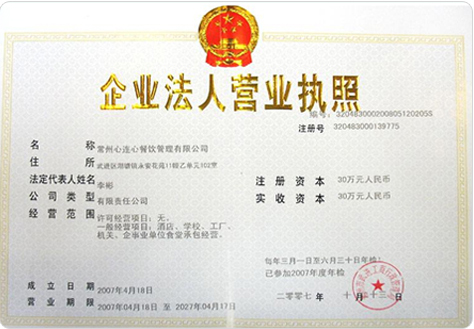 企业法人营业执照
编号：320483000200805120205S
注册号 320483000139775
名称 常州心连心餐饮管理有限公司
住所 武进区湖塘镇永安花苑11幢乙单元102室
法定代表人姓名 李彬
注册资本 30万元人民币
公司类型 有限责任公司
实收资本 30万元人民币
经营范围 许可经营项目：无。
一般经营项目：酒店、学校、工厂、
机关、企事业单位食堂承包经营。
每年三月一日至六月三十日年检：
已参加2007年度年检
成立日期 2007年4月18日
营业期限 2007年04月18日 至 2027年04月17日
二〇〇七年 十月 十三日